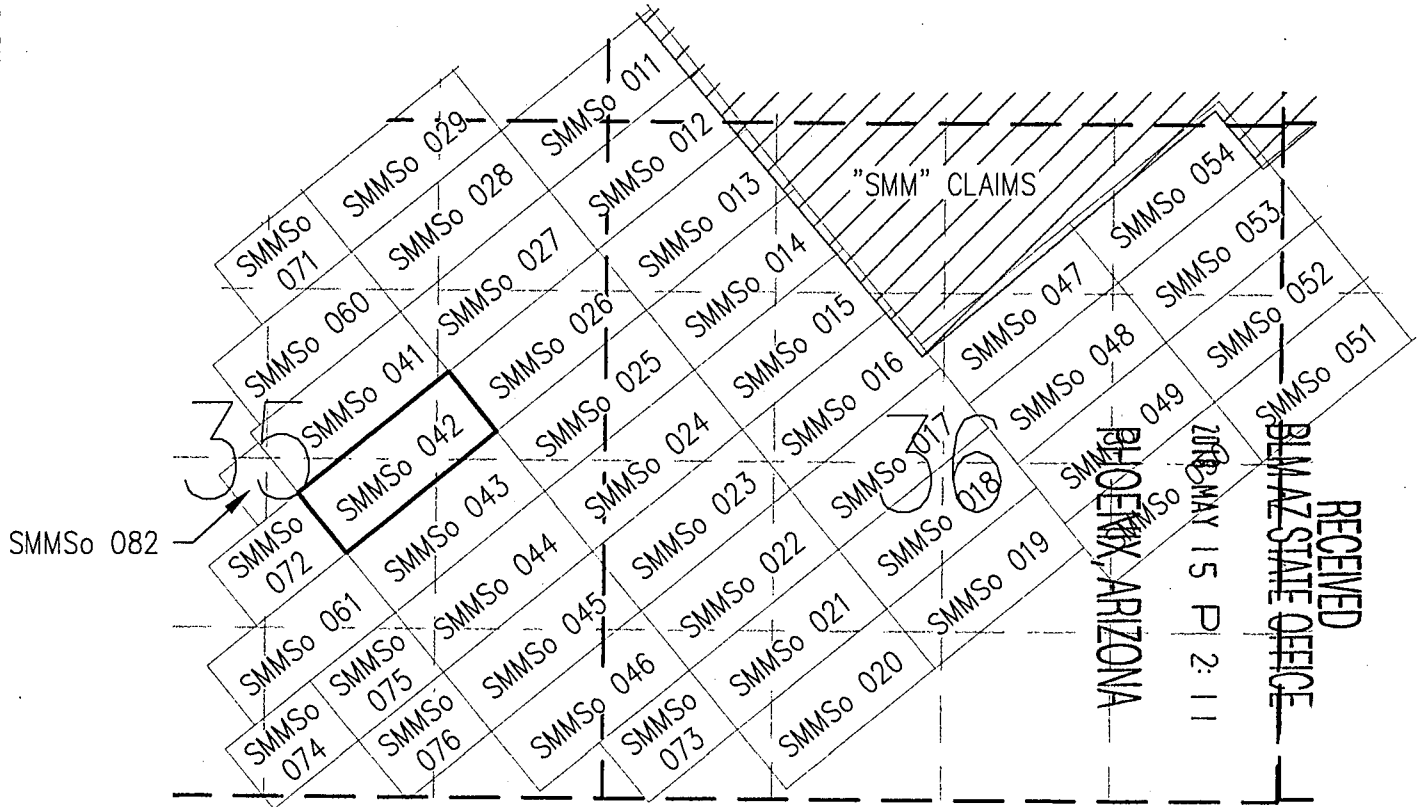 SMMSo 011
SMMSo 029
SMMSo 012
SMMSo 028
"SMM" CLAIMS
SMMSo 054
SMMSo 013
SMMSo
071
SMMSo 027
SMMSo 053
SMMSo 014
SMMSo 047
SMMSo 060
SMMSo 026
SMMSo 052
SMMSo 015
SMMSo 048
SMMSo 041
SMMSo 025
SMMSo 051
SMMSo 016
SMMSo 049
35
SMMSo 042
SMMSo 024
SMMSo 017
36
SMMSo 082
SMMSo 043
SMMSo 023
SMMSo 018
SMMSo
072
SMMSo 044
SMMSo 022
SMMSo 019
SMMSo 061
SMMSo 045
SMMSo 021
SMMSo
075
SMMSo 046
SMMSo 020
SMMSo
074
SMMSo
076
SMMSo
073
RECEIVED
BLM AZ STATE OFFICE
MAY 15 P 2:11
PHOENIX, ARIZONA